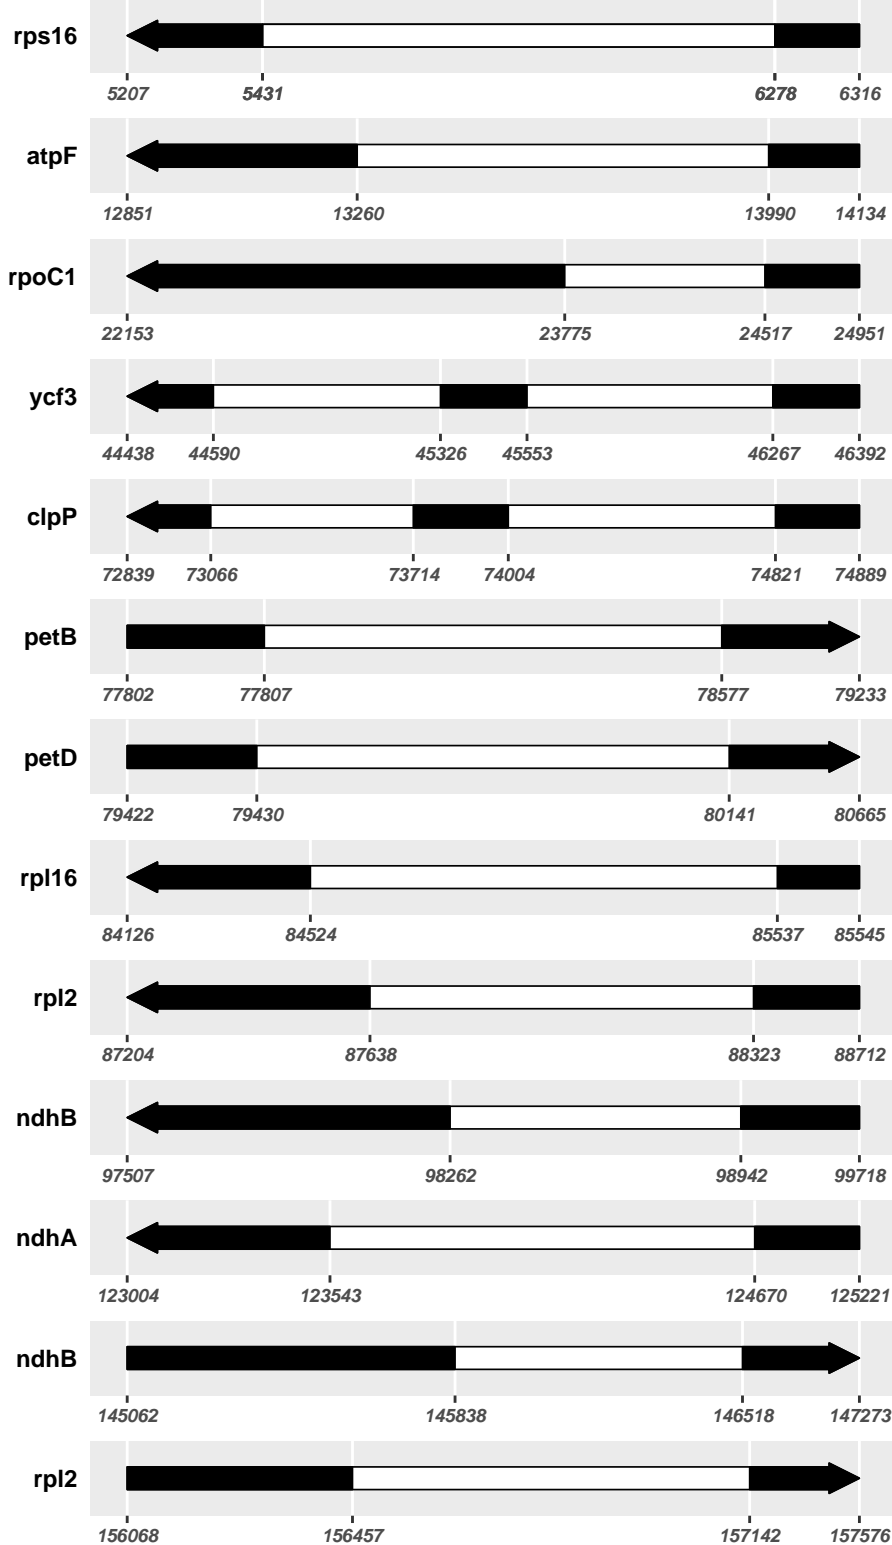 rps16
5207 5431 6278 6316
atpF
12851 13260 13990 14134
rpoC1
22153 23775 24517 24951
ycf3
44438 44590 45326 45553 46267 46392
clpP
72839 73066 73714 74004 74821 74889
petB
77802 77807 78577 79233
petD
79422 79430 80141 80665
rpl16
84126 84524 85537 85545
rpl2
87204 87638 88323 88712
ndhB
97507 98262 98942 99718
ndhA
123004 123543 124670 125221
ndhB
145062 145838 146518 147273
rpl2
156068 156457 157142 157576